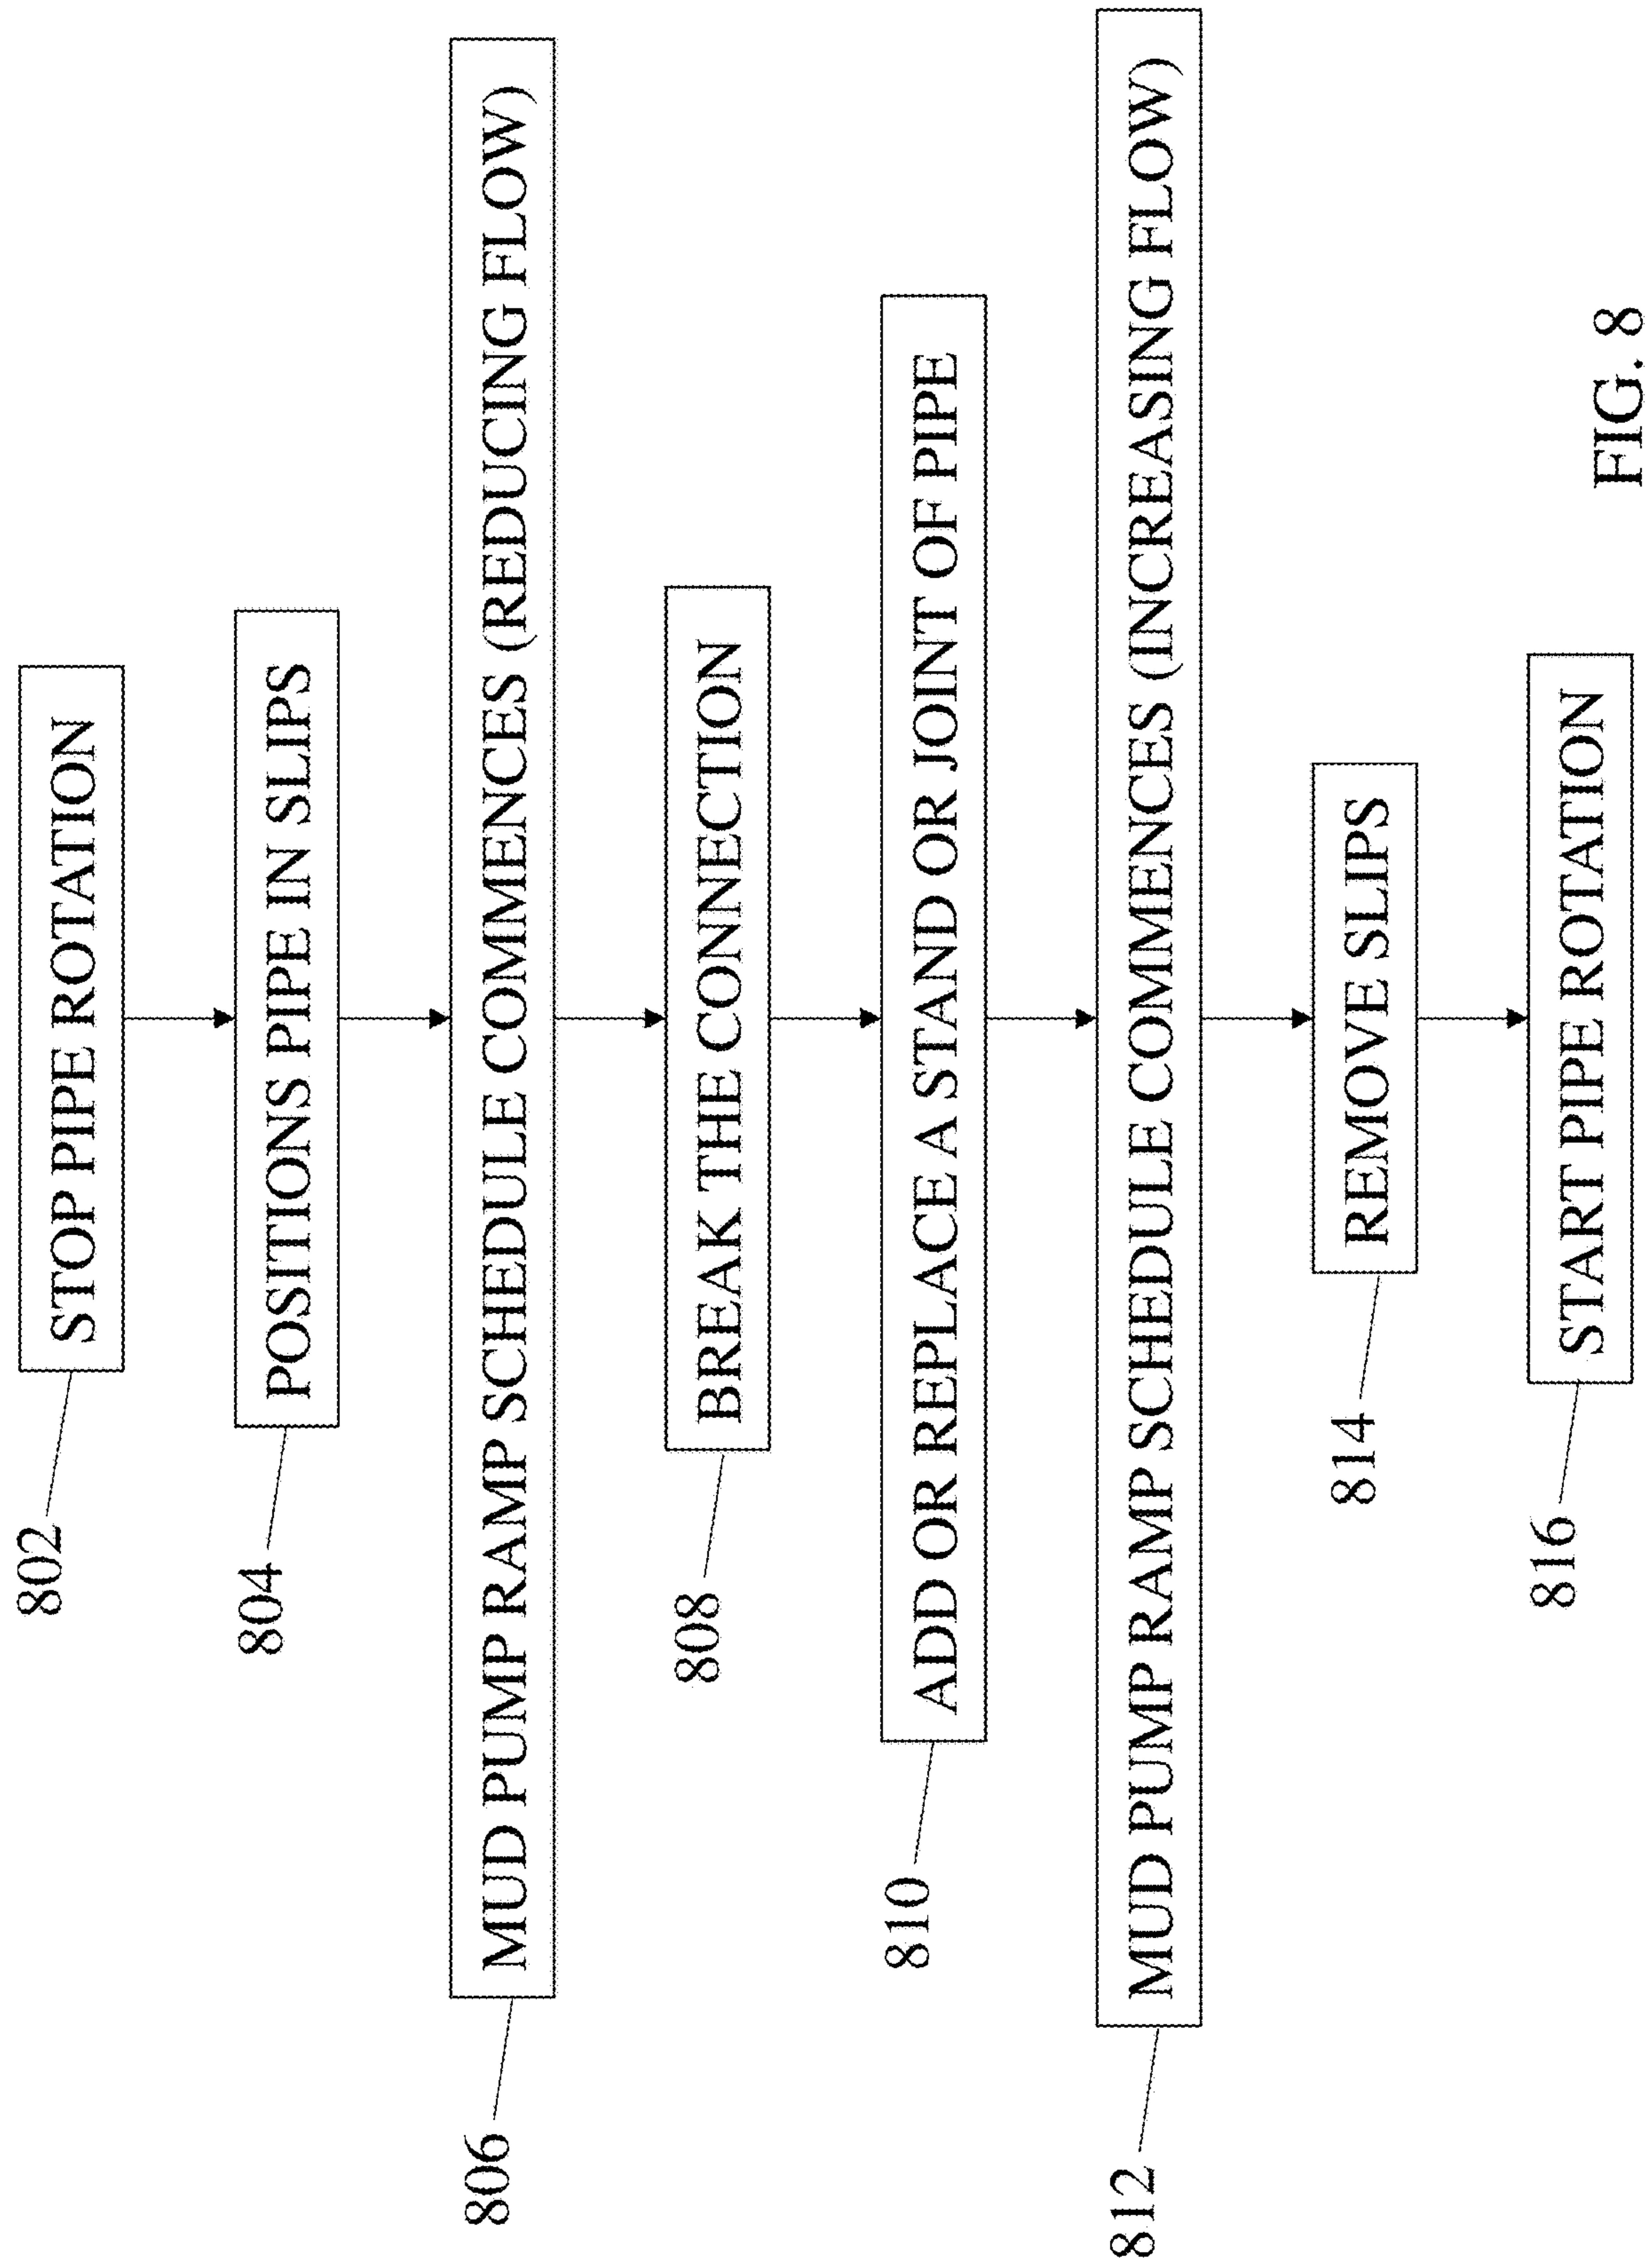 802
STOP PIPE ROTATION
804
POSITIONS PIPE IN SLIPS
806
MUD PUMP RAMP SCHEDULE COMMENCES (REDUCING FLOW)
808
BREAK THE CONNECTION
810
ADD OR REPLACE A STAND OR JOINT OF PIPE
812
MUD PUMP RAMP SCHEDULE COMMENCES (INCREASING FLOW)
814
REMOVE SLIPS
816
START PIPE ROTATION
FIG. 8